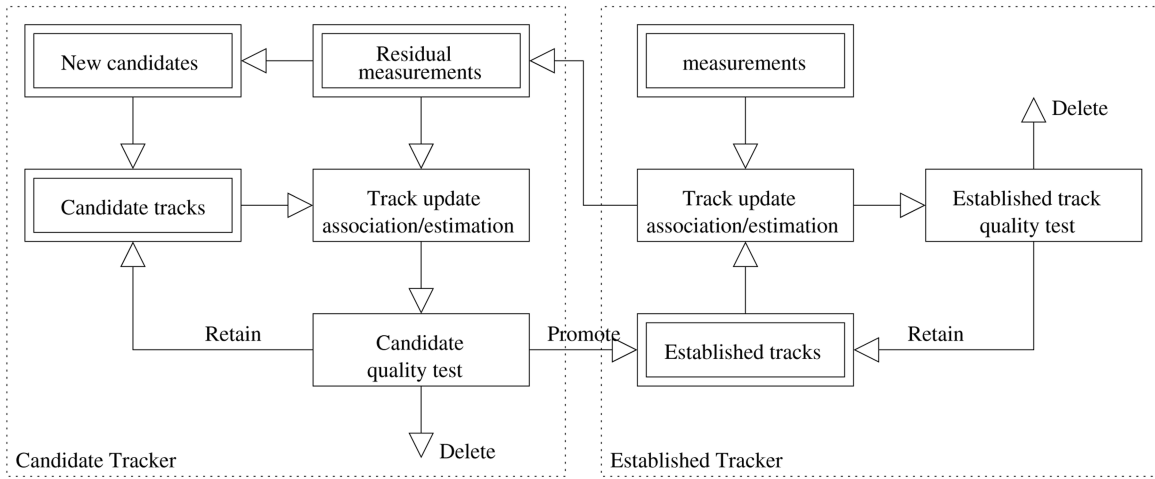 New candidates
Residual
measurements
measurements
Delete
Candidate tracks
Track update
association/estimation
Track update
association/estimation
Established track
quality test
Retain
Candidate
quality test
Promote
Established tracks
Retain
Delete
Candidate Tracker
Established Tracker